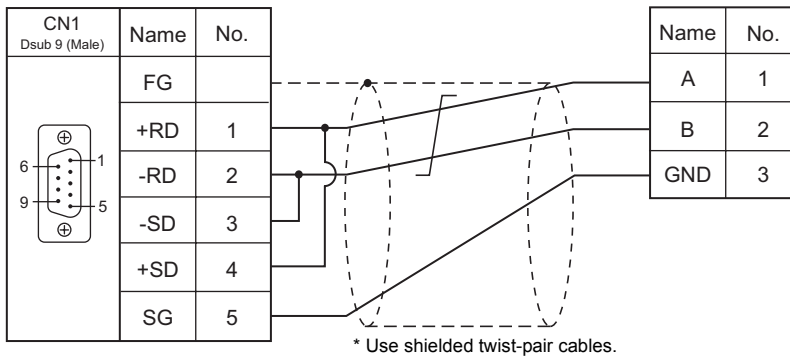 CN1
Dsub 9 (Male)
Name No.
FG
+RD 1
-RD 2
-SD 3
+SD 4
SG 5
6
1
9
5
Name No.
A 1
B 2
GND 3
* Use shielded twist-pair cables.